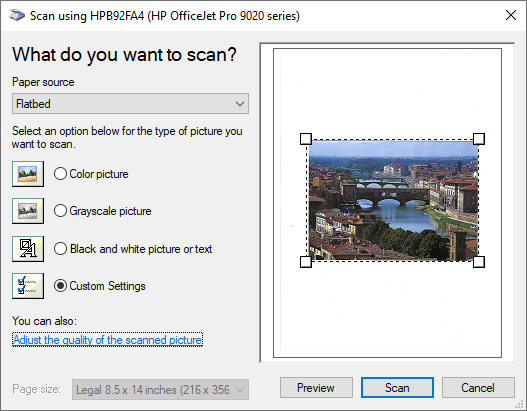 Scan using HPB92FA4 (HP OfficeJet Pro 9020 series)
What do you want to scan?
Paper source
Flatbed
Select an option below for the type of picture you
want to scan.
Color picture
Grayscale picture
Black and white picture or text
Custom Settings
You can also:
Adjust the quality of the scanned picture
Page size:
Legal 8.5 x 14 inches (216 x 356
Preview
Scan
Cancel